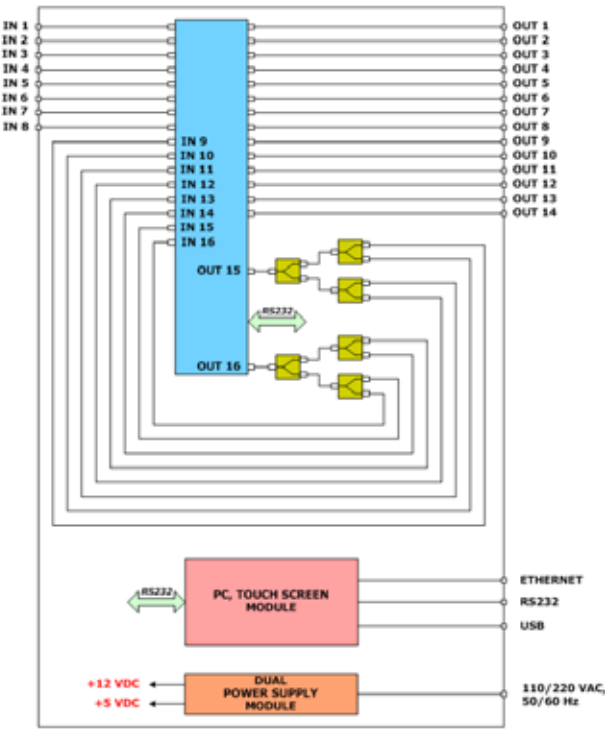 IN 1
IN 2
IN 3
IN 4
IN 5
IN 6
IN 7
IN 8
IN 9
IN 10
IN 11
IN 12
IN 13
IN 14
IN 15
IN 16
OUT 15
RS232
OUT 16
OUT 1
OUT 2
OUT 3
OUT 4
OUT 5
OUT 6
OUT 7
OUT 8
OUT 9
OUT 10
OUT 11
OUT 12
OUT 13
OUT 14
RS232
PC, TOUCH SCREEN
MODULE
ETHERNET
RS232
USB
+12 VDC
+5 VDC
DUAL
POWER SUPPLY
MODULE
110/220 VAC,
50/60 Hz